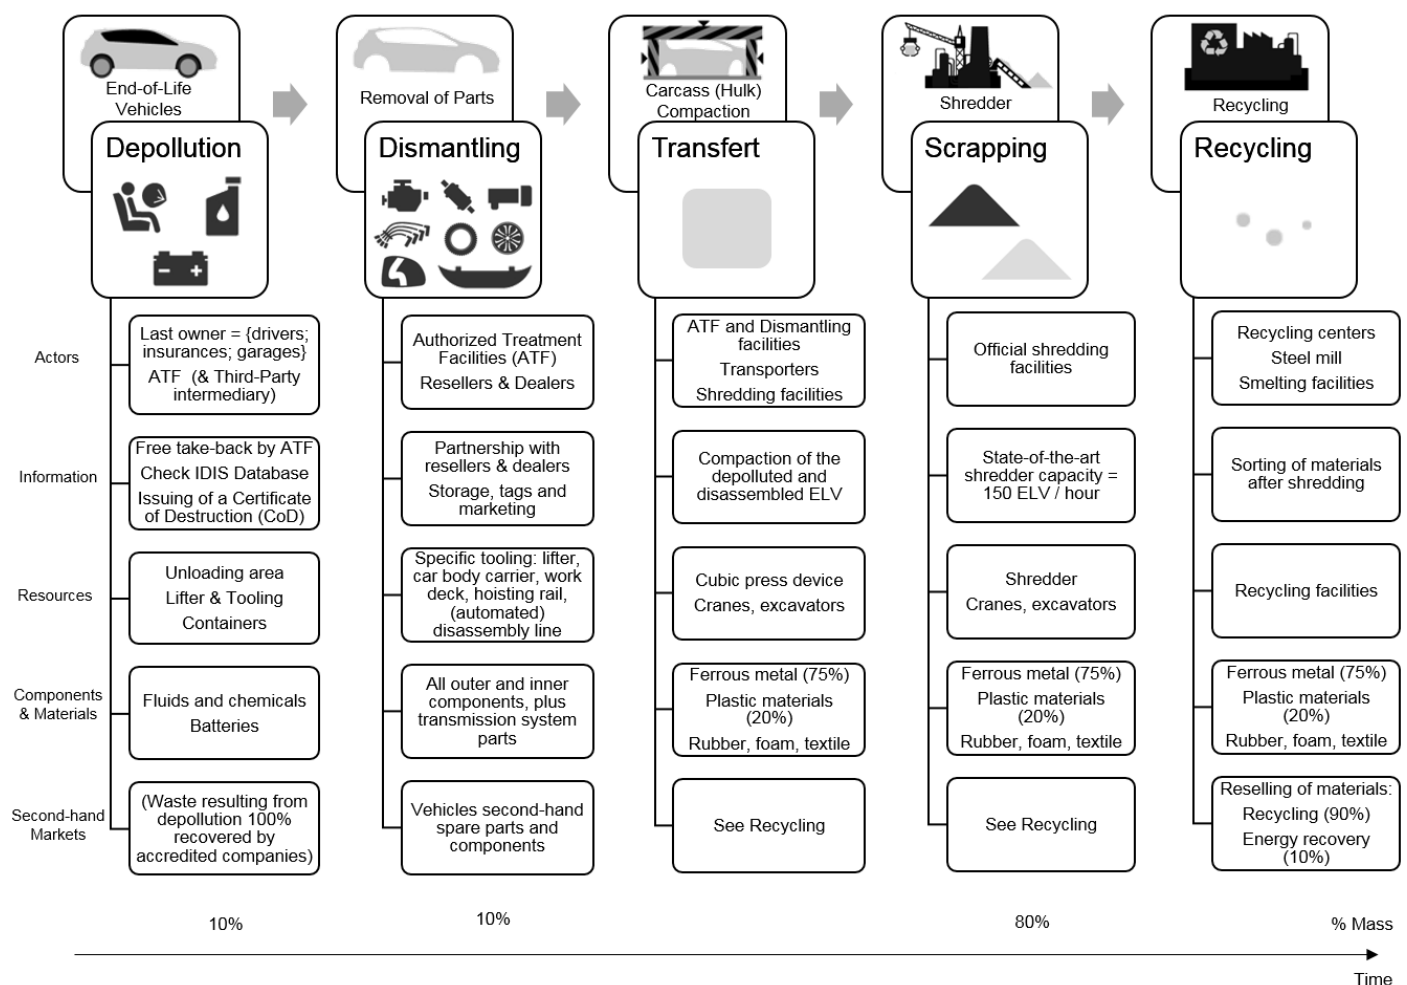 End-of-Life
Vehicles
Removal of Parts
Carcass (Hulk)
Compaction
Shredder
Recycling
Depollution
Dismantling
Transfert
Scrapping
Recycling
Actors
Last owner = {drivers;
insurances; garages}
ATF (& Third-Party
intermediary)
Authorized Treatment
Facilities (ATF)
Resellers & Dealers
ATF and Dismantling
facilities
Transporters
Shredding facilities
Official shredding
facilities
Recycling centers
Steel mill
Smelting facilities
Information
Free take-back by ATF
Check IDIS Database
Issuing of a Certificate
of Destruction (CoD)
Partnership with
resellers & dealers
Storage, tags and
marketing
Compaction of the
depolluted and
disassembled ELV
State-of-the-art
shredder capacity =
150 ELV / hour
Sorting of materials
after shredding
Resources
Unloading area
Lifter & Tooling
Containers
Specific tooling: lifter,
car body carrier, work
deck, hoisting rail,
(automated)
disassembly line
Cubic press device
Cranes, excavators
Shredder
Cranes, excavators
Recycling facilities
Components
& Materials
Fluids and chemicals
Batteries
All outer and inner
components, plus
transmission system
parts
Ferrous metal (75%)
Plastic materials
(20%)
Rubber, foam, textile
Ferrous metal (75%)
Plastic materials
(20%)
Rubber, foam, textile
Ferrous metal (75%)
Plastic materials
(20%)
Rubber, foam, textile
Second-hand
Markets
(Waste resulting from
depollution 100%
recovered by
accredited companies)
Vehicles second-hand
spare parts and
components
See Recycling
See Recycling
Reselling of materials:
Recycling (90%)
Energy recovery
(10%)
10%
10%
80%
% Mass
Time